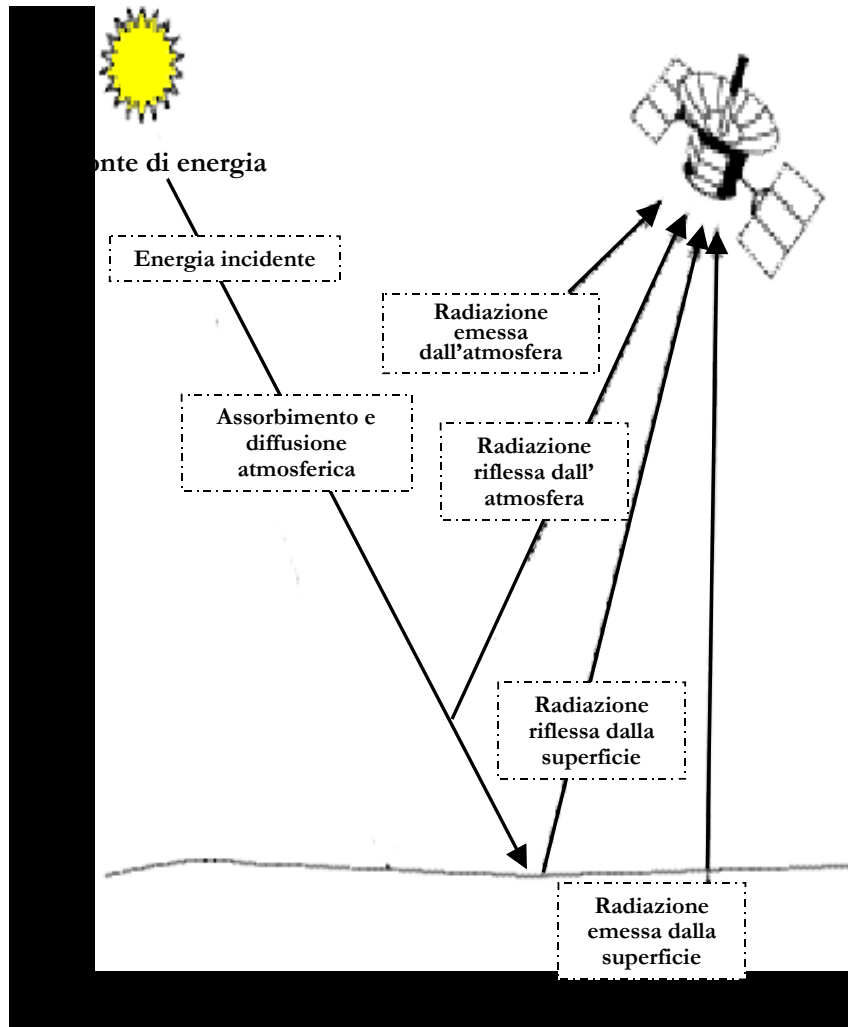 onte di energia
Energia incidente
Radiazione
emessa
dall'atmosfera
Assorbimento e
diffusione
atmosferica
Radiazione
riflessa dall'
atmosfera
Radiazione
riflessa dalla
superficie
Radiazione
emessa dalla
superficie